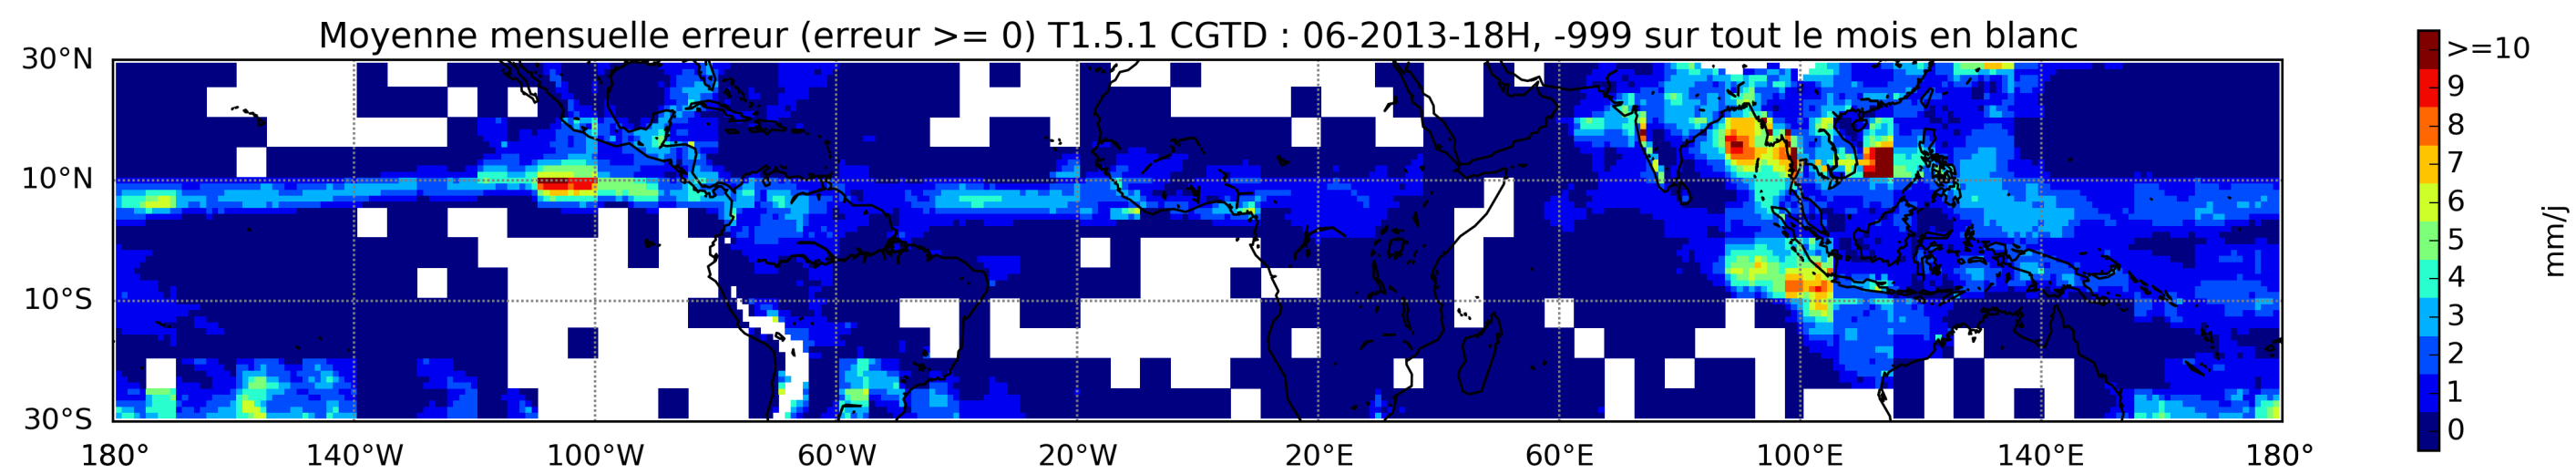 Moyenne mensuelle erreur (erreur >= 0) T1.5.1 CGTD : 06-2013-18H, -999 sur tout le mois en blanc
30°N
10°N
10°S
30°S
180°
140°W
100°W
60°W
20°W
20°E
60°E
100°E
140°E
180°
>=10
9
8
7
6
5
4
3
2
1
0
mm/j